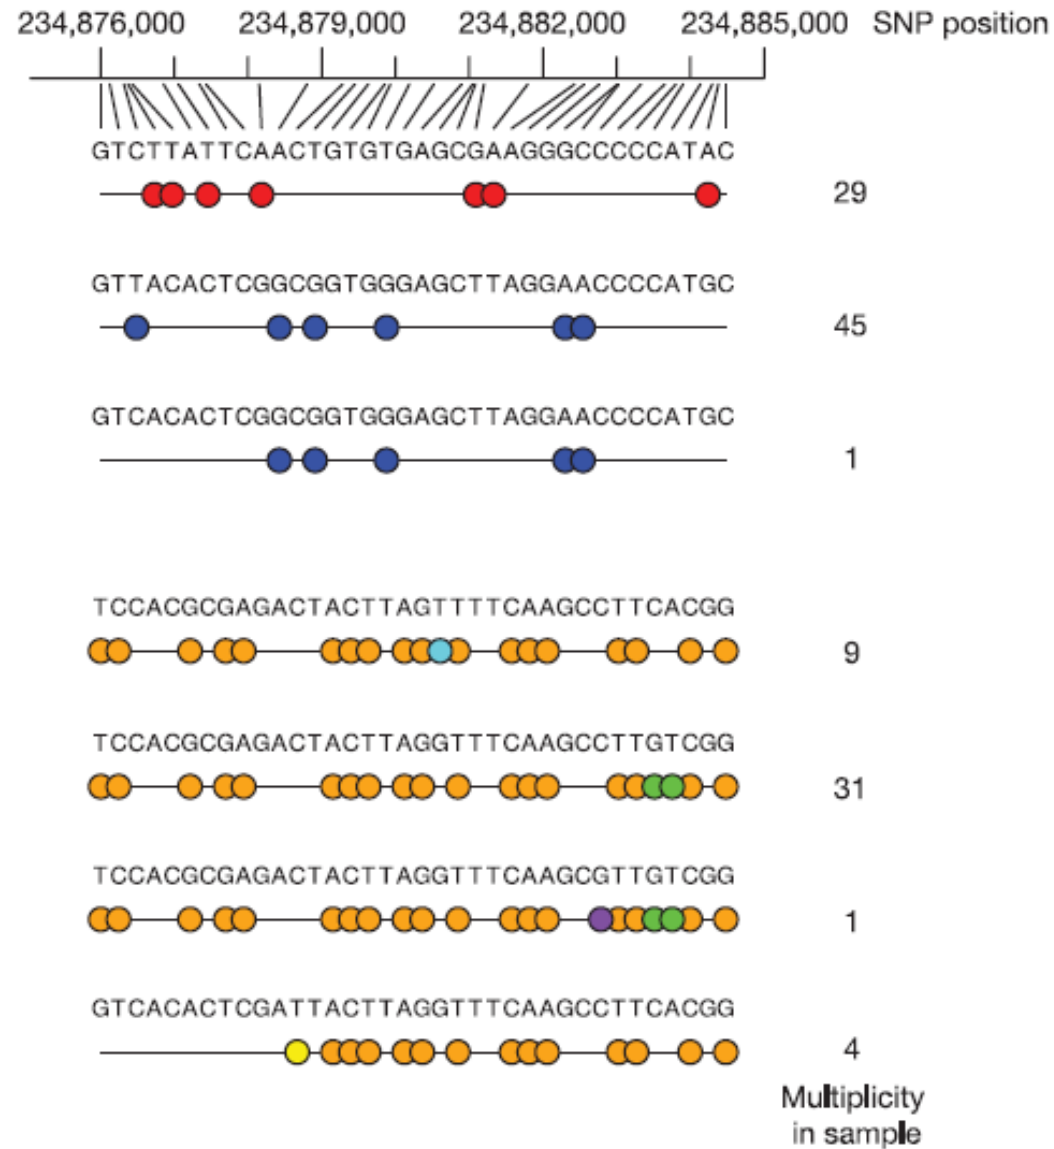 234,876,000 234,879,000 234,882,000 234,885,000 SNP position
GTCTTATTCAACTGTGTGAGCGAAGGGCCCCCATAC
29
GTTACACTCGGCGGTGGGAGCTTAGGAACCCCATGC
45
GTCACACTCGGCGGTGGGAGCTTAGGAACCCCATGC
1
TCCACGCGAGACTACTTAGTTTTCAAGCCTTCACGG
9
TCCACGCGAGACTACTTAGGTTTCAAGCCTTGTCGG
31
TCCACGCGAGACTACTTAGGTTTCAAGCGTTGTCGG
1
GTCACACTCGATTACTTAGGTTTCAAGCCTTCACGG
4
Multiplicity
in sample